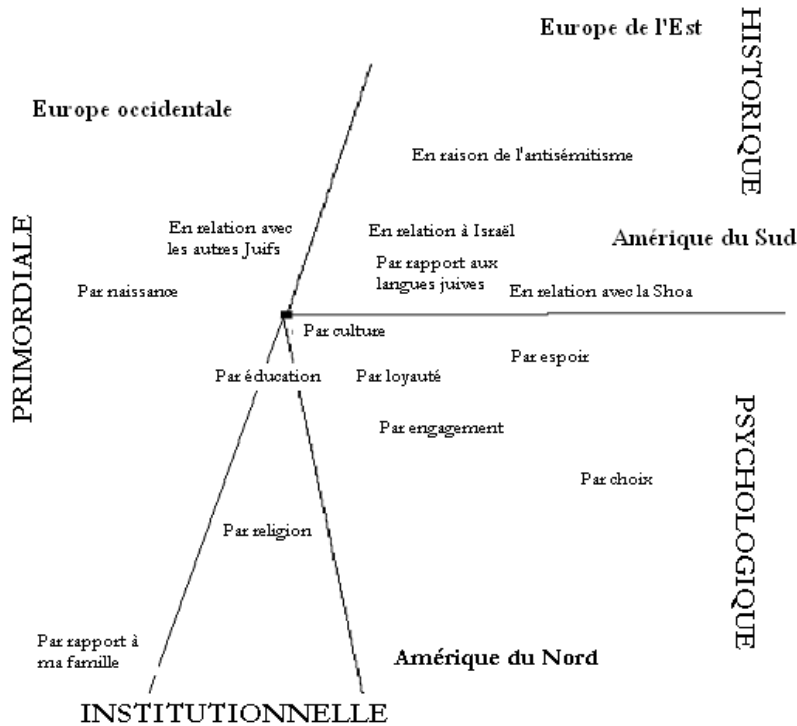 Europe de l'Est
HISTORIQUE
Europe occidentale
En raison de l'antisémitisme
PRIMORDIALE
En relation avec
les autres Juifs
En relation à Israël
Amérique du Sud
Par rapport aux
langues juives
Par naissance
En relation avec la Shoa
Par culture
Par espoir
Par éducation
Par loyauté
PSYCHOLOGIQUE
Par engagement
Par choix
Par religion
Par rapport à
ma famille
Amérique du Nord
INSTITUTIONNELLE